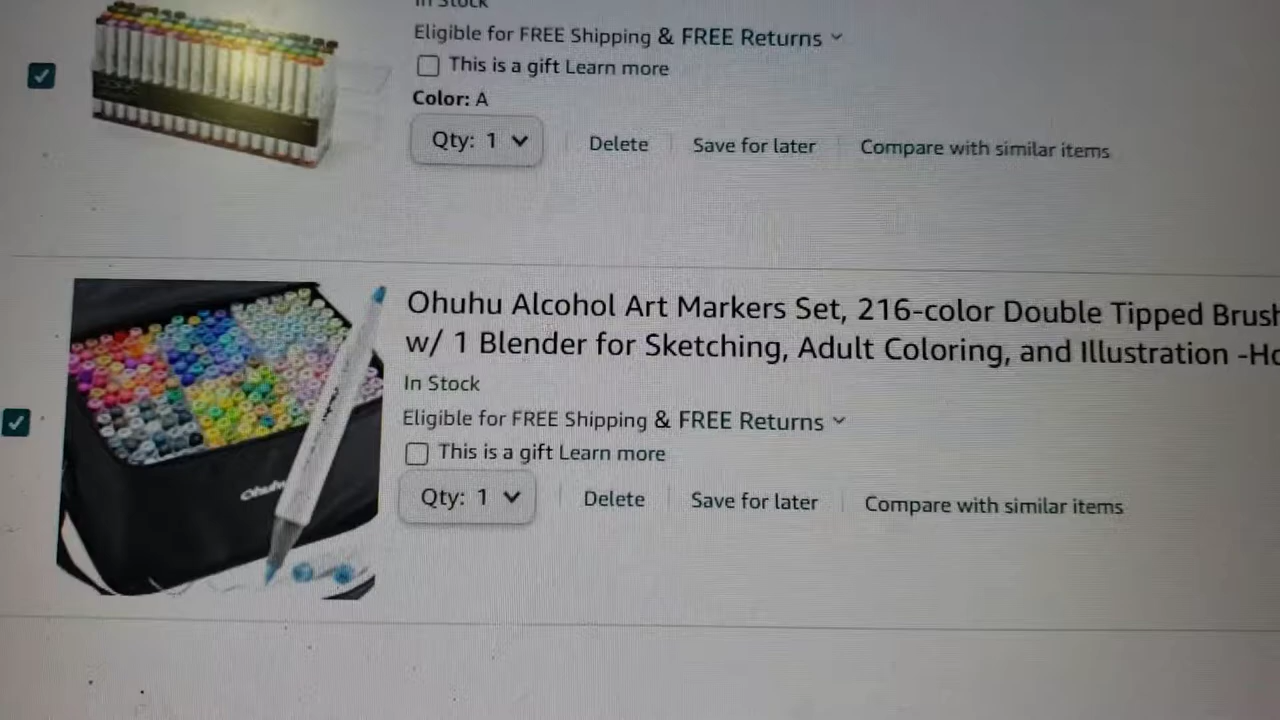 In Stock
Eligible for FREE Shipping & FREE Returns
This is a gift Learn more
Color: A
Qty: 1
Delete
Save for later
Compare with similar items
Ohuhu Alcohol Art Markers Set, 216-color Double Tipped Brush
w/ 1 Blender for Sketching, Adult Coloring, and Illustration -Ho
In Stock
Eligible for FREE Shipping & FREE Returns
This is a gift Learn more
Qty: 1
Delete
Save for later
Compare with similar items